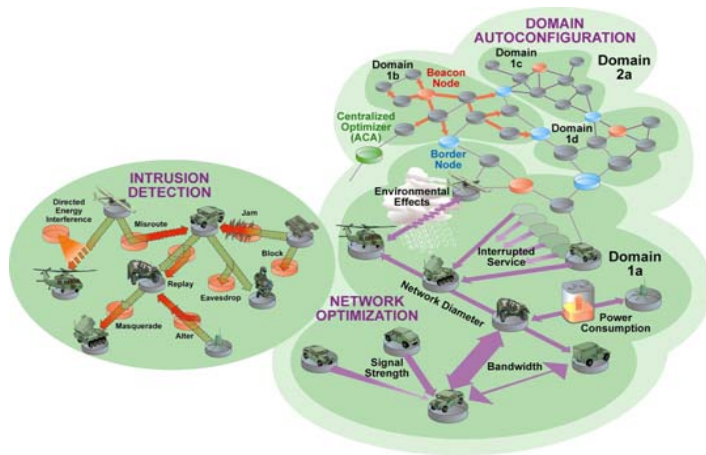 DOMAIN
AUTOCONFIGURATION
Domain
1c
Domain
2a
Domain
1b
Beacon
Node
Centralized
Optimizer
(ACA)
Domain
1d
Border
Node
INTRUSION
DETECTION
Directed
Energy
Interference
Misroute
Jam
Block
Replay
Eavesdrop
Masquerade
Alter
Environmental
Effects
Interrupted
Service
Domain
1a
Network Diameter
NETWORK
OPTIMIZATION
Power
Consumption
Signal
Strength
Bandwidth